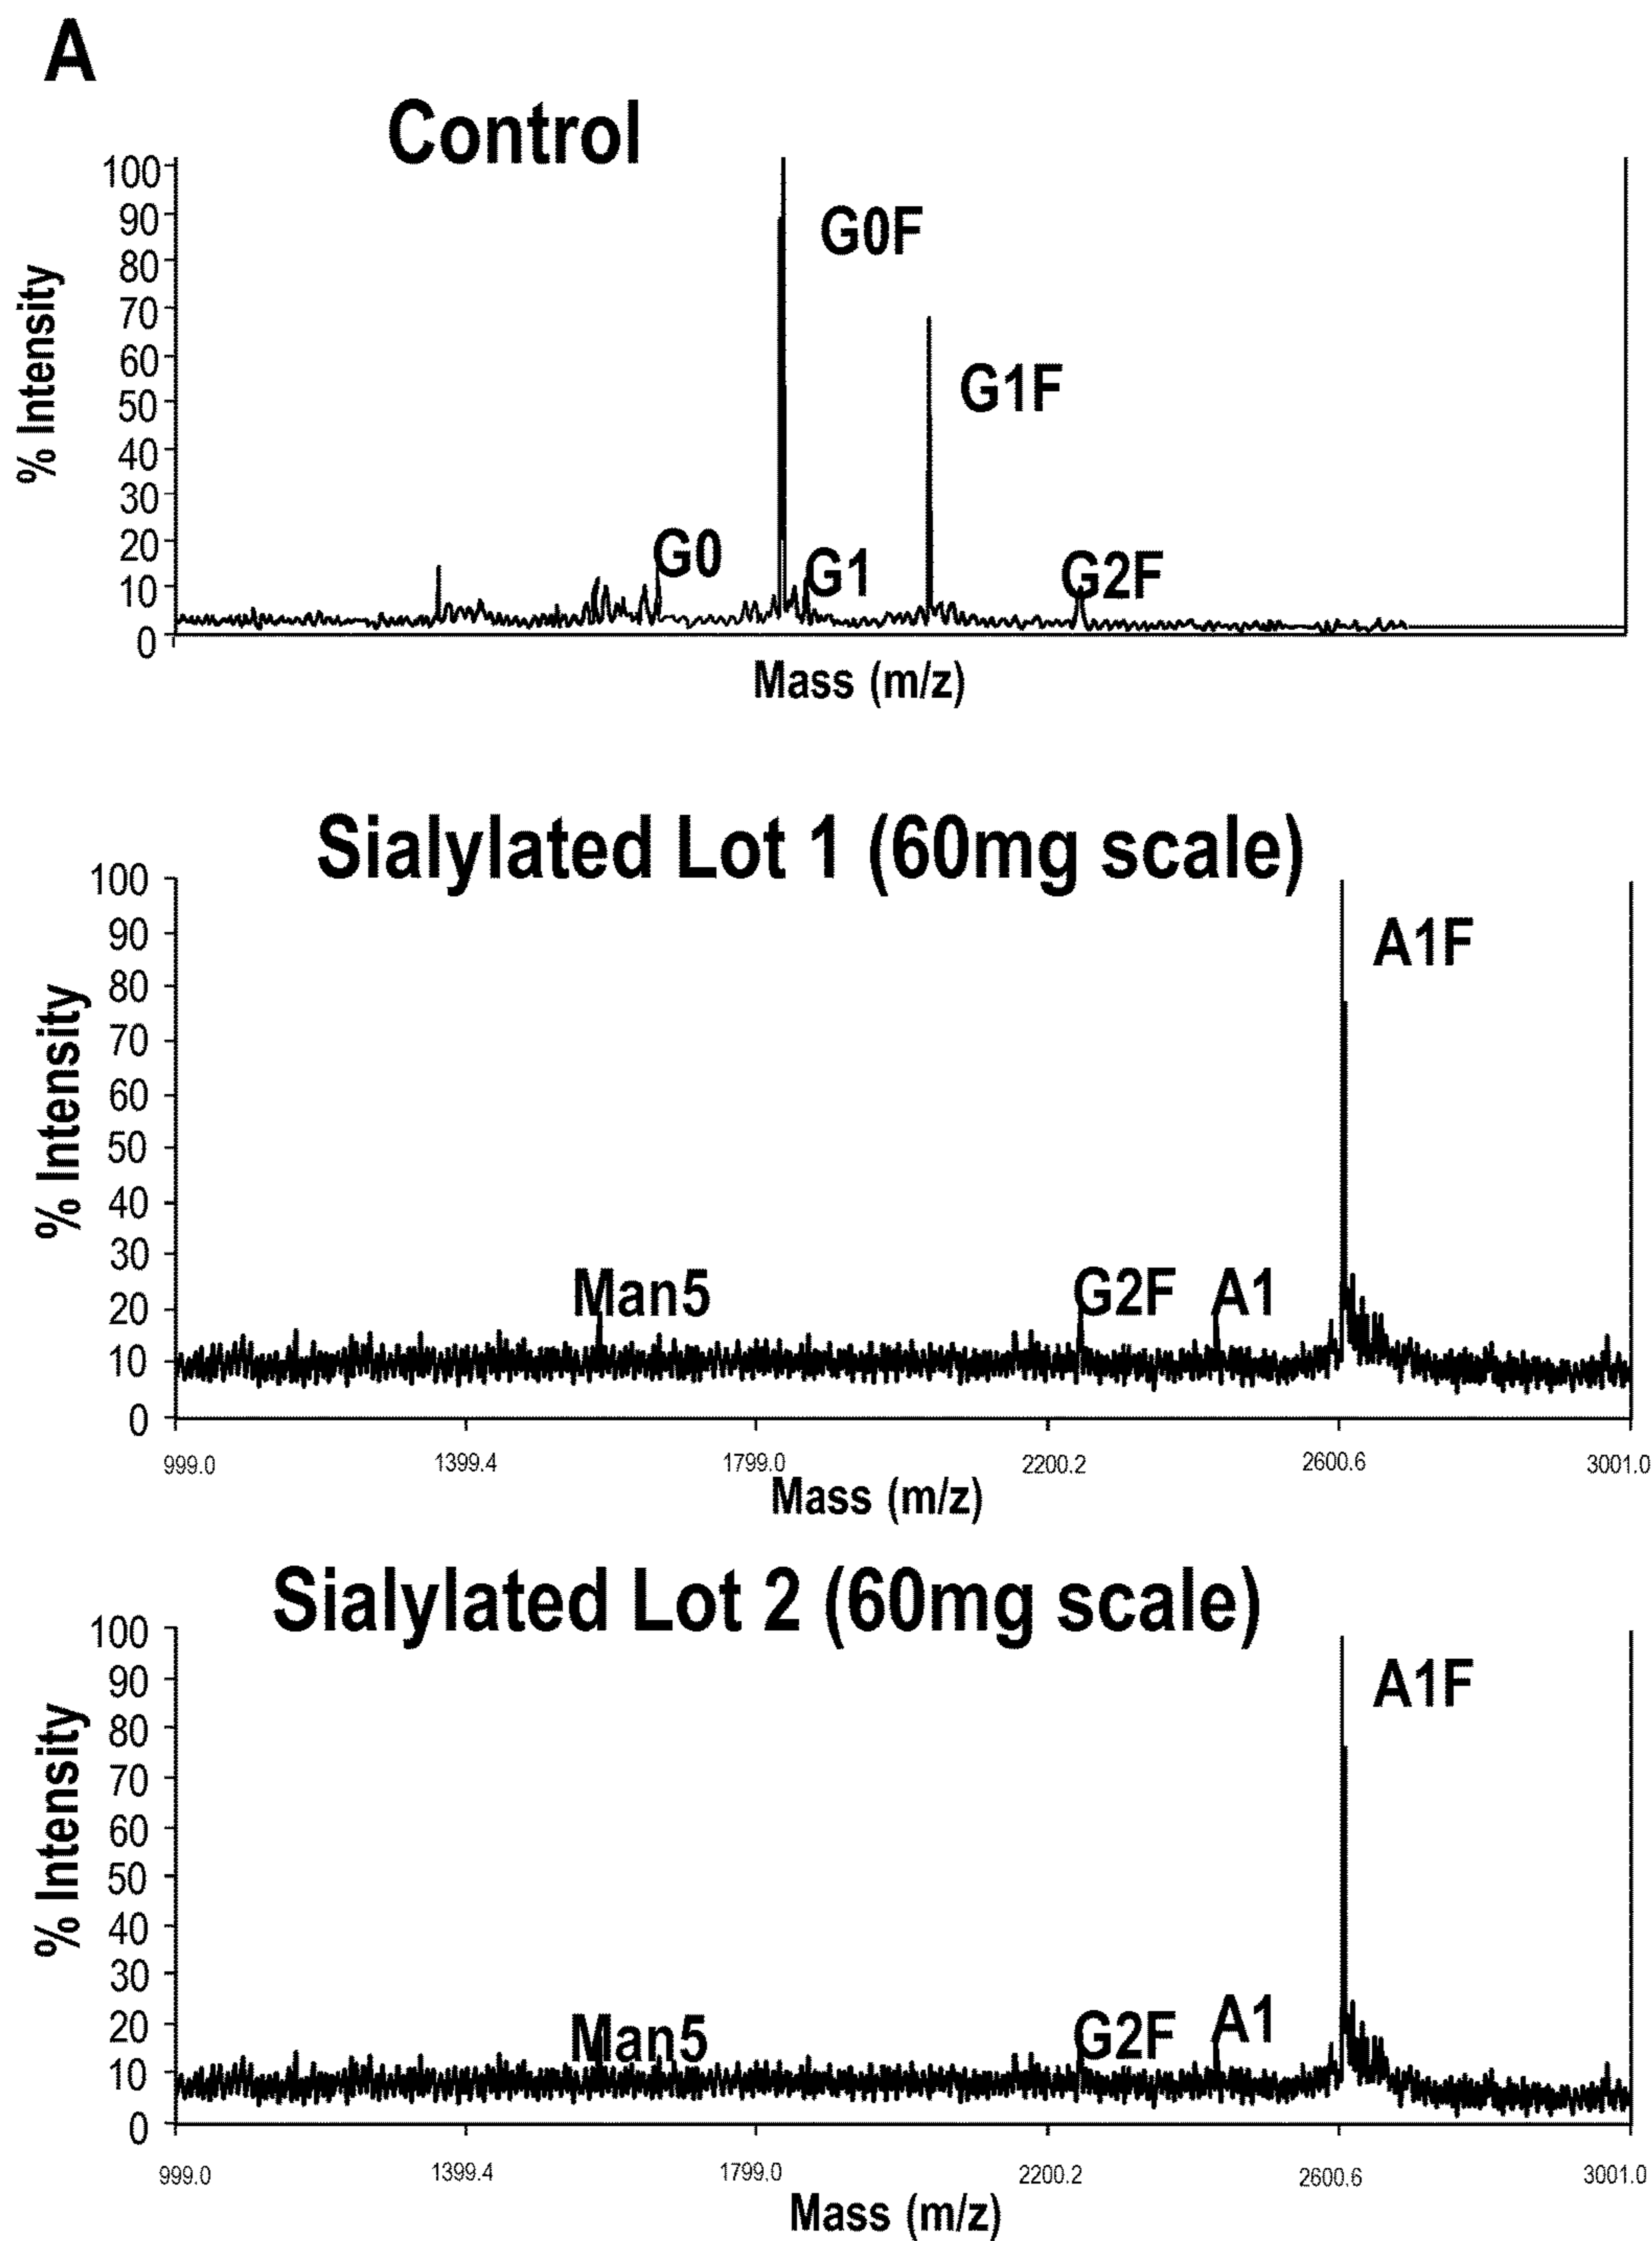 A
Control
100
90
80
70
60
50
40
30
20
10
0
% Intensity
G0F
G1F
G0
G1
G2F
Mass (m/z)
Sialylated Lot 1 (60mg scale)
100
90
80
70
60
50
40
30
20
10
0
% Intensity
A1F
Man5
G2F
A1
999.0 1399.4 1799.0 2200.2 2600.6 3001.0
Mass (m/z)
Sialylated Lot 2 (60mg scale)
100
90
80
70
60
50
40
30
20
10
0
% Intensity
A1F
Man5
G2F
A1
999.0 1399.4 1799.0 2200.2 2600.6 3001.0
Mass (m/z)